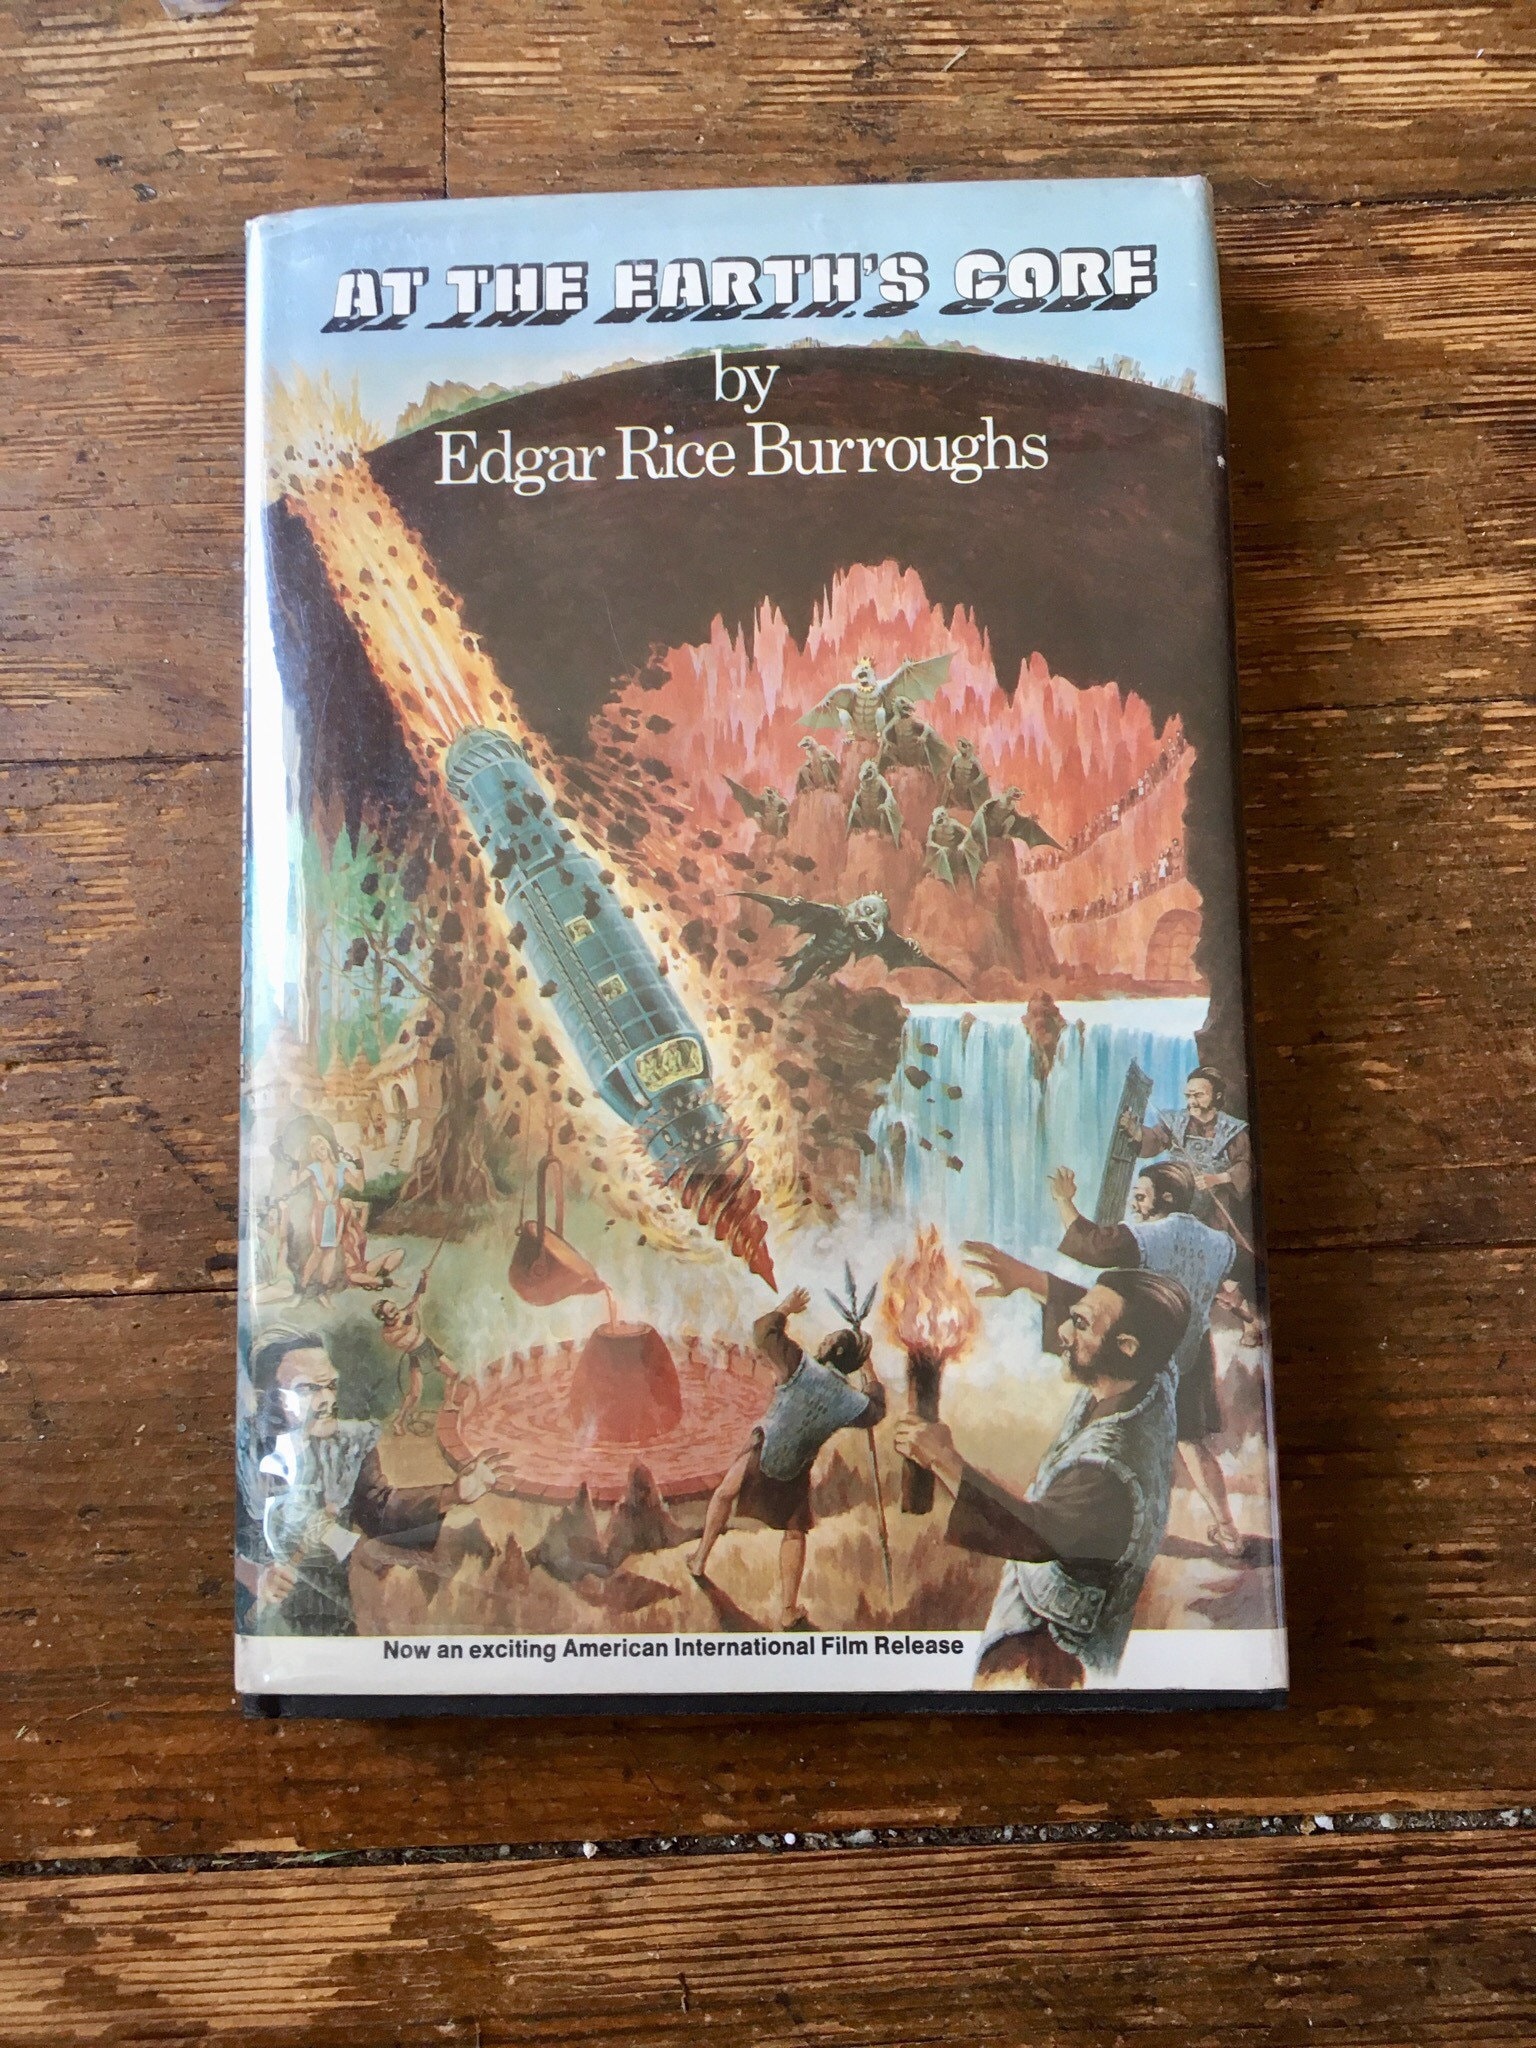 AT THE EARTH'S CORE
by
Edgar Rice Burroughs
Now an exciting American International Film Release